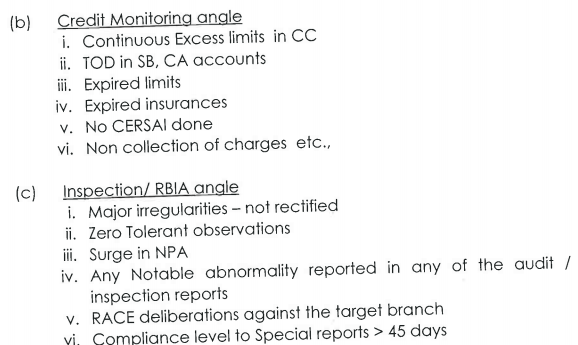 (b) Credit Monitoring angle
i. Continuous Excess limits in CC
ii. TOD in SB, CA accounts
iii. Expired limits
iv. Expired insurances
v. No CERSAI done
vi. Non collection of charges etc.,
(c) Inspection/ RBIA angle
i. Major irregularities – not rectified
ii. Zero Tolerant observations
iii. Surge in NPA
iv. Any Notable abnormality reported in any of the audit /
inspection reports
v. RACE deliberations against the target branch
vi. Compliance level to Special reports > 45 days